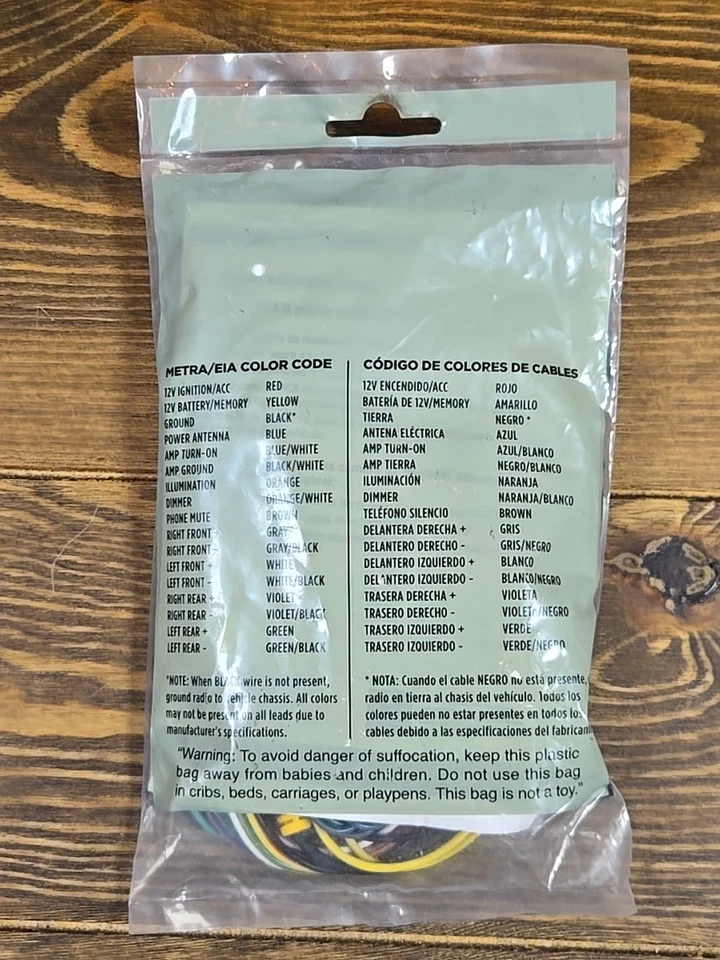 METRA/EIA COLOR CODE
12V IGNITION/ACC RED
12V BATTERY/MEMORY YELLOW
GROUND BLACK*
POWER ANTENNA BLUE
AMP TURN-ON BLUE/WHITE
AMP GROUND BLACK/WHITE
ILLUMINATION ORANGE
DIMMER ORANGE/WHITE
PHONE MUTE BROWN
RIGHT FRONT + GRAY
RIGHT FRONT - GRAY/BLACK
LEFT FRONT + WHITE
LEFT FRONT - WHITE/BLACK
RIGHT REAR + VIOLET
RIGHT REAR - VIOLET/BLACK
LEFT REAR + GREEN
LEFT REAR - GREEN/BLACK
*NOTE: When BLACK wire is not present,
ground radio to vehicle chassis. All colors
may not be present on all leads due to
manufacturer's specifications.
CÓDIGO DE COLORES DE CABLES
12V ENCENDIDO/ACC ROJO
BATERÍA DE 12V/MEMORY AMARILLO
TIERRA NEGRO *
ANTENA ELÉCTRICA AZUL
AMP TURN-ON AZUL/BLANCO
AMP TIERRA NEGRO/BLANCO
ILUMINACIÓN NARANJA
DIMMER NARANJA/BLANCO
TELÉFONO SILENCIO BROWN
DELANTERA DERECHA + GRIS
DELANTERO DERECHO - GRIS/NEGRO
DELANTERO IZQUIERDO + BLANCO
DELANTERO IZQUIERDO - BLANCO/NEGRO
TRASERA DERECHA + VIOLETA
TRASERO DERECHO - VIOLETA/NEGRO
TRASERO IZQUIERDO + VERDE
TRASERO IZQUIERDO - VERDE/NEGRO
* NOTA: Cuando el cable NEGRO no está presente,
radio en tierra al chasis del vehículo. Todos los
colores pueden no estar presentes en todos los
cables debido a las especificaciones del fabricante
"Warning: To avoid danger of suffocation, keep this plastic
bag away from babies and children. Do not use this bag
in cribs, beds, carriages, or playpens. This bag is not a toy."